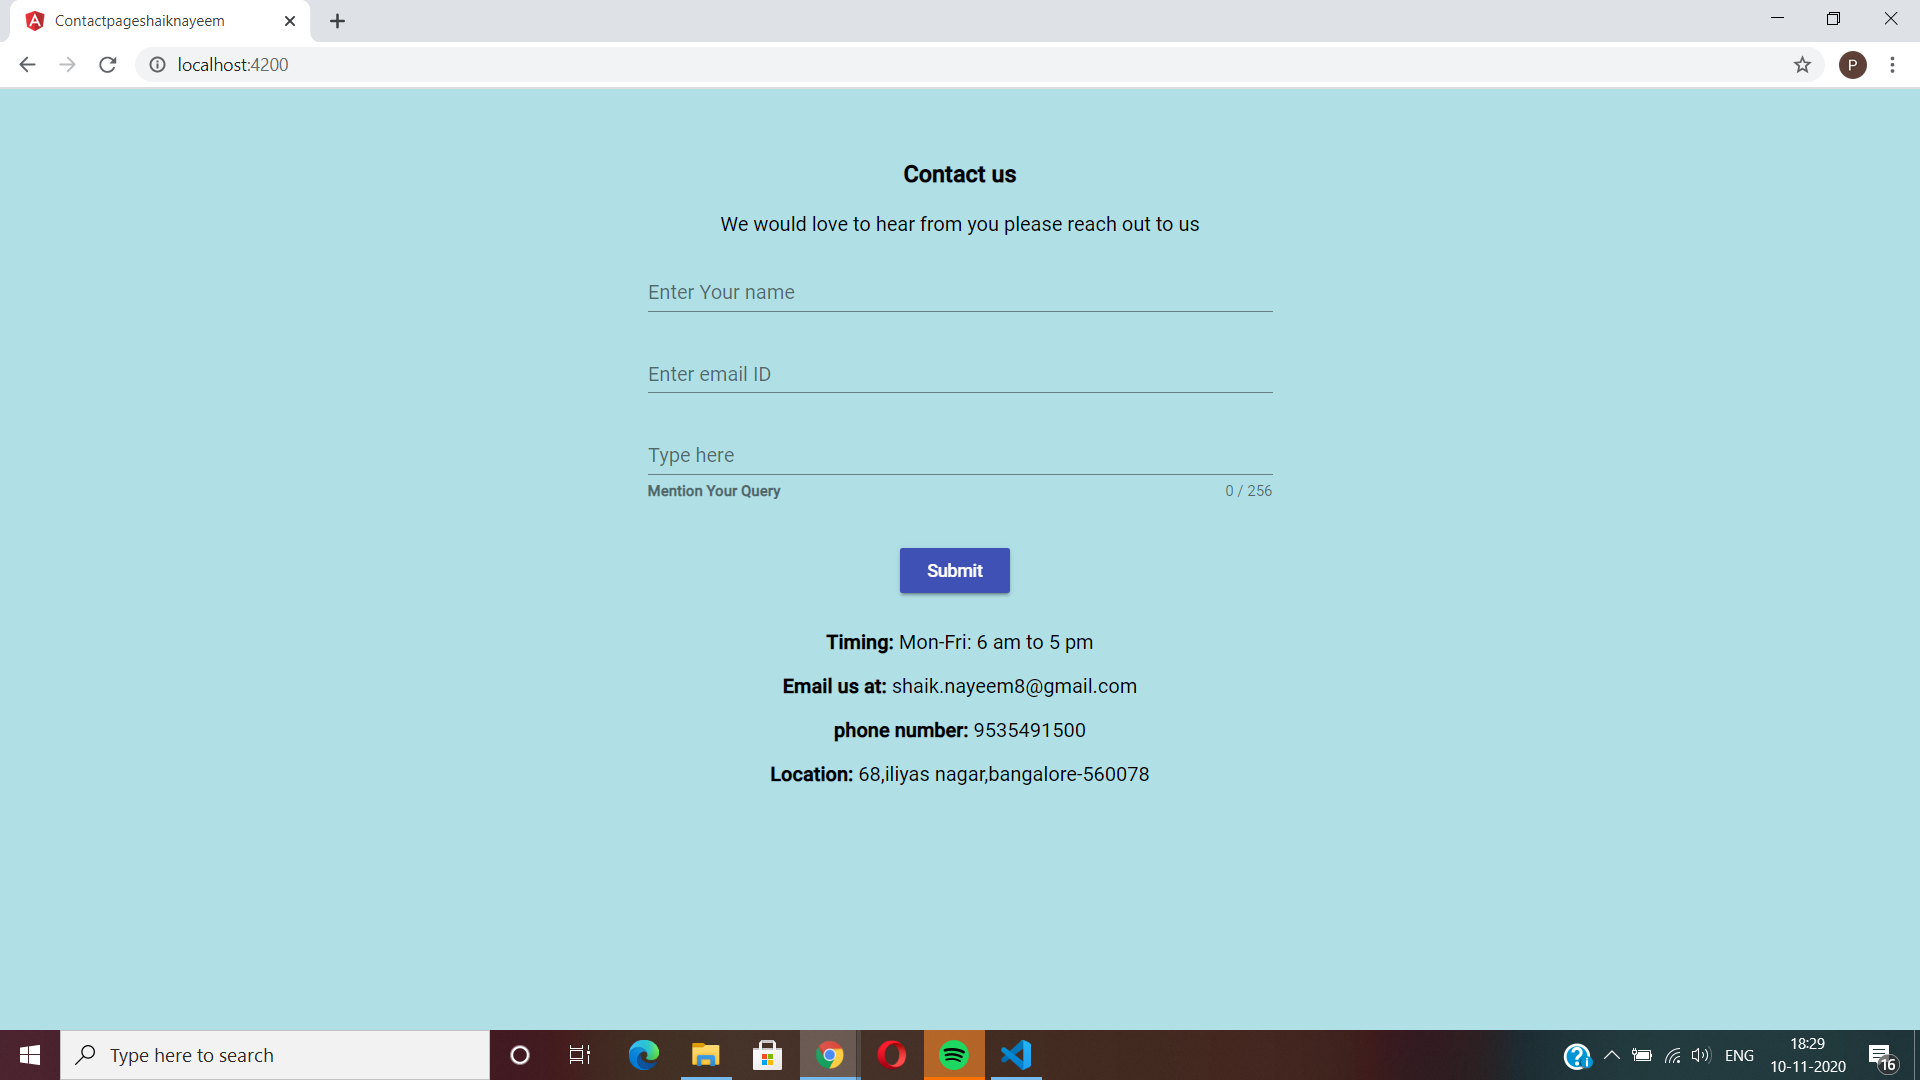 Contactpageshaiknayeem
localhost:4200
P
Contact us
We would love to hear from you please reach out to us
Enter Your name
Enter email ID
Type here
Mention Your Query 0 / 256
Submit
Timing: Mon-Fri: 6 am to 5 pm
Email us at: shaik.nayeem8@gmail.com
phone number: 9535491500
Location: 68,iliyas nagar,bangalore-560078
Type here to search
ENG
18:29
10-11-2020
16